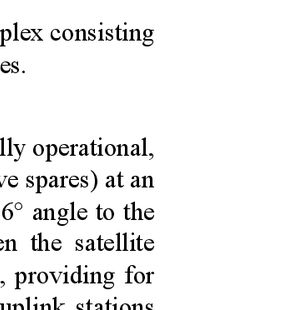 plex consisting
es.
lly operational,
ve spares) at an
6° angle to the
en the satellite
, providing for
uplink stations